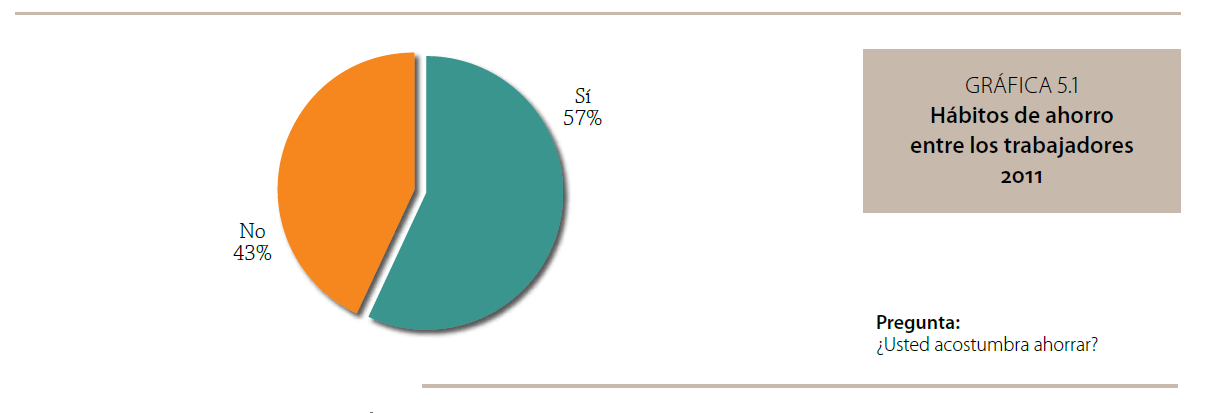 Sí
57%
No
43%
GRÁFICA 5.1
Hábitos de ahorro
entre los trabajadores
2011
Pregunta:
¿Usted acostumbra ahorrar?